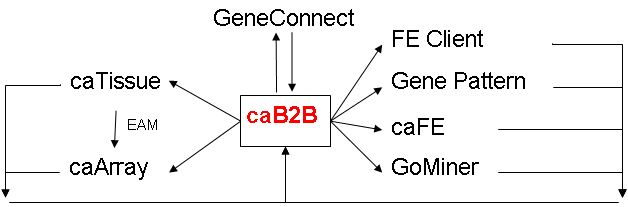 GeneConnect
FE Client
caTissue
Gene Pattern
caB2B
EAM
caFE
caArray
GoMiner